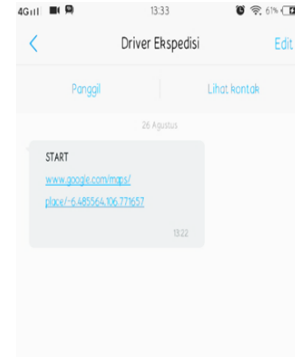 4G 13:33 61%
Driver Ekspedisi Edit
Panggil Lihat kontak
26 Agustus
START
www.google.com/maps/
place/-6.485564,106.771657
13:22